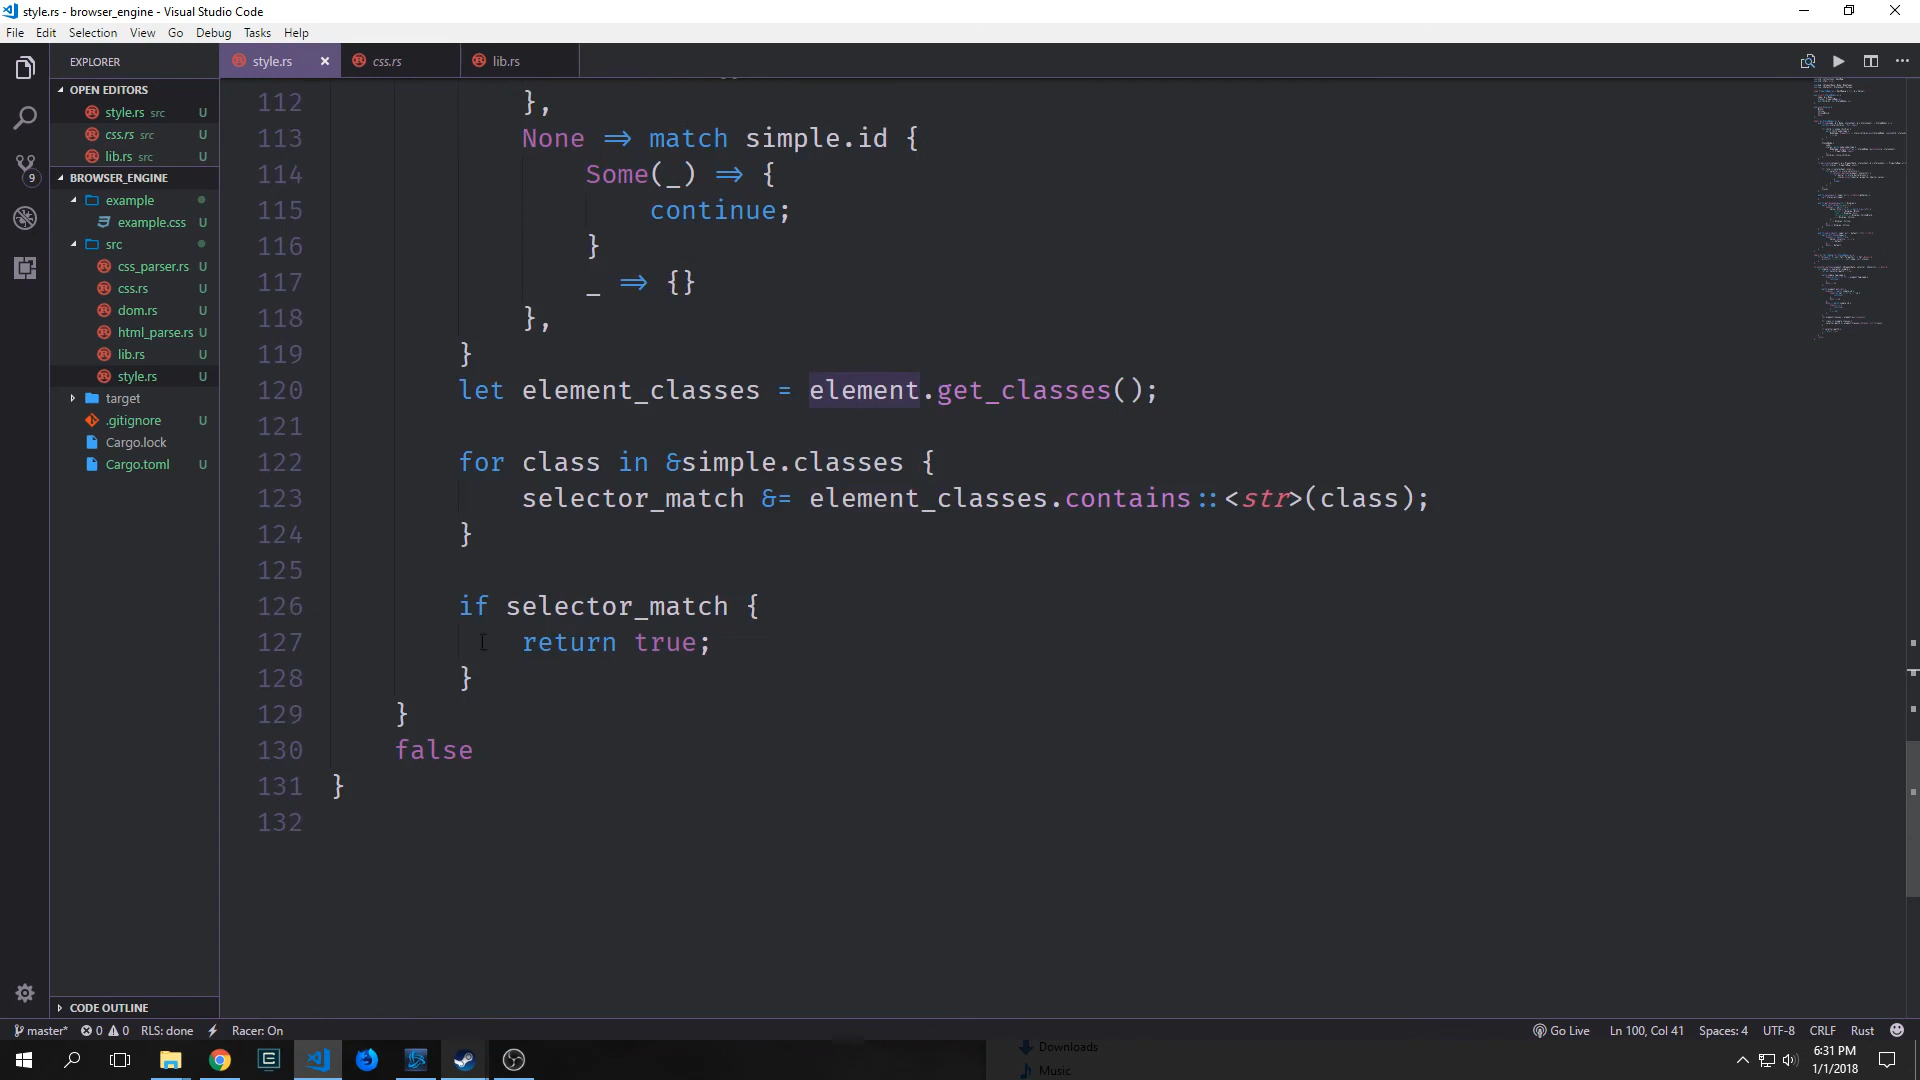 style.rs - browser_engine - Visual Studio Code
File Edit Selection View Go Debug Tasks Help
EXPLORER
style.rs
css.rs
lib.rs
OPEN EDITORS
style.rs src U
css.rs src U
lib.rs src U
9
BROWSER_ENGINE
example
example.css U
src
css_parser.rs U
css.rs U
dom.rs U
html_parse.rs U
lib.rs U
style.rs U
target
.gitignore U
Cargo.lock
Cargo.toml U
CODE OUTLINE
112 },
113 None => match simple.id {
114 Some(_) => {
115 continue;
116 }
117 _ => {}
118 },
119 }
120 let element_classes = element.get_classes();
121
122 for class in &simple.classes {
123 selector_match &= element_classes.contains::<str>(class);
124 }
125
126 if selector_match {
127 return true;
128 }
129 }
130 false
131 }
132
master* 0 0 RLS: done Racer: On Go Live Ln 100, Col 41 Spaces: 4 UTF-8 CRLF Rust
Downloads
Music
6:31 PM
1/1/2018